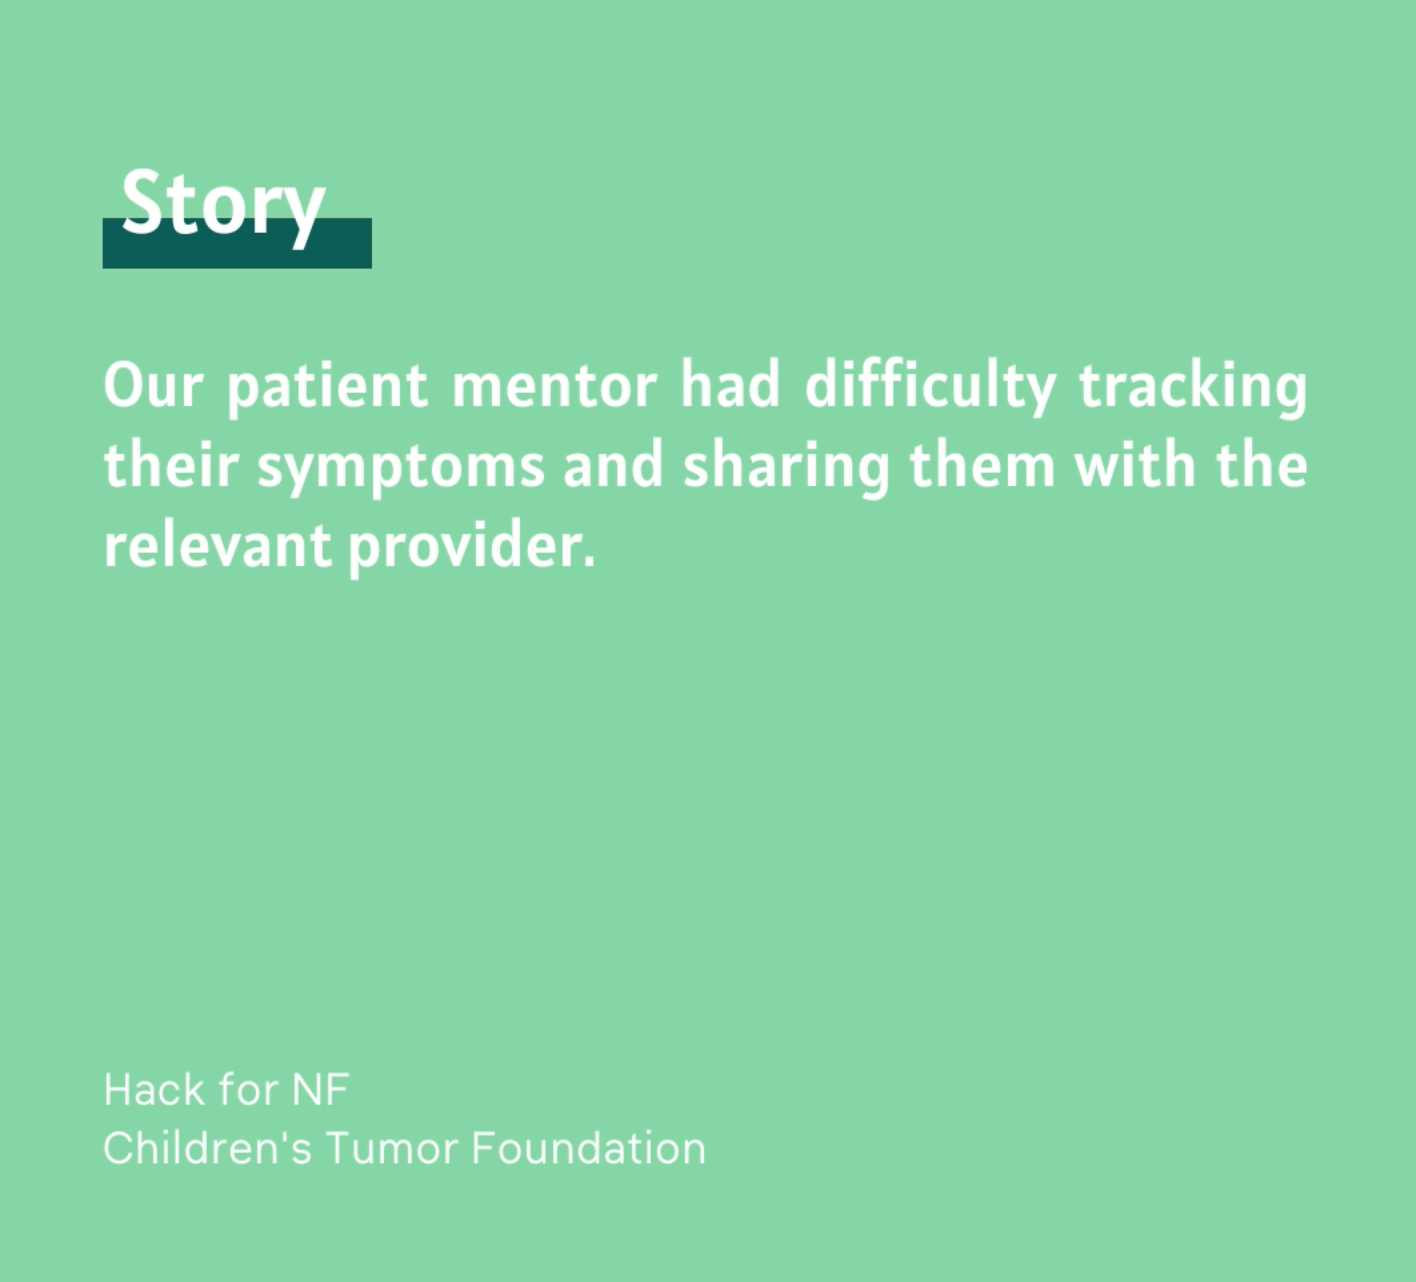 Story
Our patient mentor had difficulty tracking
their symptoms and sharing them with the
relevant provider.
Hack for NF
Children's Tumor Foundation